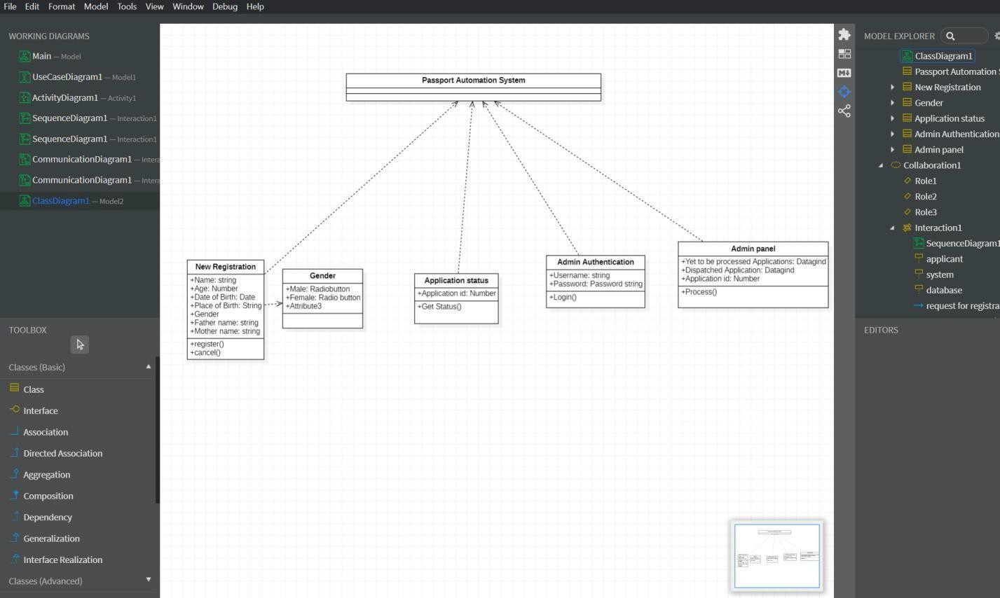 File Edit Format Model Tools View Window Debug Help
WORKING DIAGRAMS
Main — Model
UseCaseDiagram1 — Model1
ActivityDiagram1 — Activity1
SequenceDiagram1 — Interaction1
SequenceDiagram1 — Interaction1
CommunicationDiagram1 — Intera
CommunicationDiagram1 — Intera
ClassDiagram1 — Model2
TOOLBOX
Classes (Basic)
Class
Interface
Association
Directed Association
Aggregation
Composition
Dependency
Generalization
Interface Realization
Classes (Advanced)
Passport Automation System
New Registration
+Name: string
+Age: Number
+Date of Birth: Date
+Place of Birth: String
+Gender
+Father name: string
+Mother name: string
+register()
+cancel()
Gender
+Male: Radiobutton
+Female: Radio button
+Attribute3
Application status
+Application id: Number
+Get Status()
Admin Authentication
+Username: string
+Password: Password string
+Login()
Admin panel
+Yet to be processed Applications: Datagind
+Dispatched Application: Datagind
+Application id: Number
+Process()
MODEL EXPLORER
ClassDiagram1
Passport Automation S
New Registration
Gender
Application status
Admin Authentication
Admin panel
Collaboration1
Role1
Role2
Role3
Interaction1
SequenceDiagram1
applicant
system
database
request for registra
EDITORS